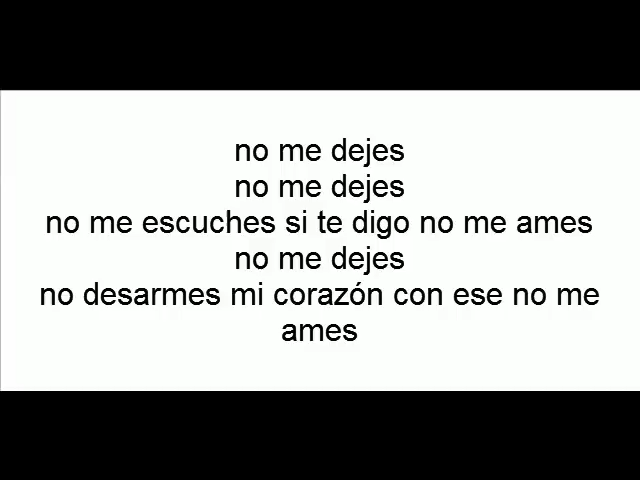 no me dejes
no me dejes
no me escuches si te digo no me ames
no me dejes
no desarmes mi corazón con ese no me
ames